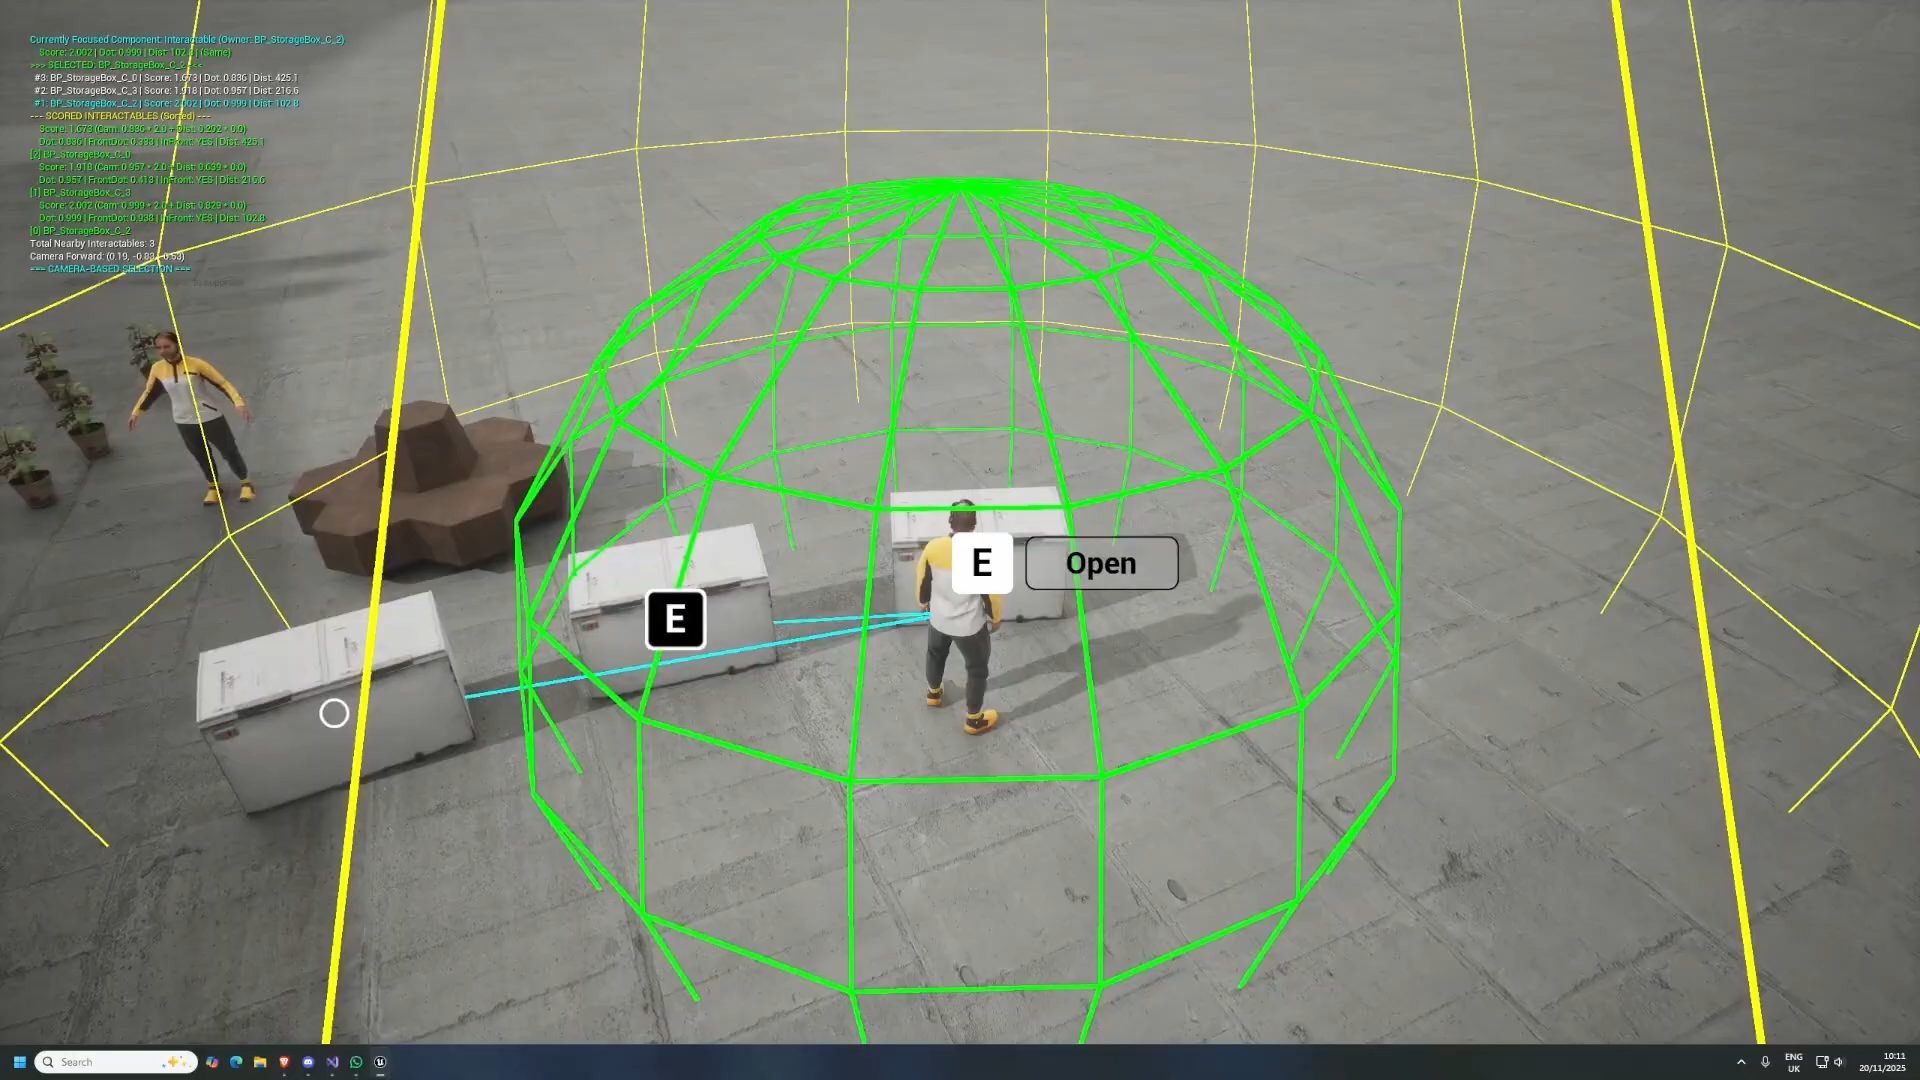 Currently Focused Component: Interactable (Owner: BP_StorageBox_C_2)
Score: 2.002 | Dot: 0.999 | Dist: 102.8 | (Same)
>>> SELECTED: BP_StorageBox_C_2 <<<
#3: BP_StorageBox_C_0 | Score: 1.673 | Dot: 0.836 | Dist: 425.1
#2: BP_StorageBox_C_3 | Score: 1.918 | Dot: 0.957 | Dist: 216.6
#1: BP_StorageBox_C_2 | Score: 2.002 | Dot: 0.999 | Dist: 102.8
--- SCORED INTERACTABLES (Sorted) ---
Score: 1.673 (Cam: 0.836 * 2.0 + Dist: 0.292 * 0.0)
Dot: 0.836 | FrontDot: 0.333 | InFront: YES | Dist: 425.1
[2] BP_StorageBox_C_0
Score: 1.918 (Cam: 0.957 * 2.0 + Dist: 0.639 * 0.0)
Dot: 0.957 | FrontDot: 0.413 | InFront: YES | Dist: 216.6
[1] BP_StorageBox_C_3
Score: 2.002 (Cam: 0.999 * 2.0 + Dist: 0.829 * 0.0)
Dot: 0.999 | FrontDot: 0.938 | InFront: YES | Dist: 102.8
[0] BP_StorageBox_C_2
Total Nearby Interactables: 3
Camera Forward: (0.19, -0.83, -0.53)
=== CAMERA-BASED SELECTION ===
E Open
E
Search
ENG
UK
10:11
20/11/2025